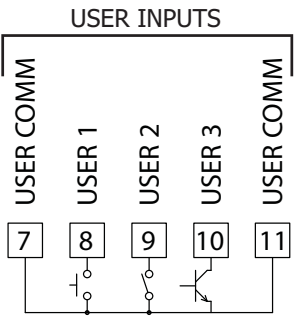 USER INPUTS
USER COMM
USER 1
USER 2
USER 3
USER COMM
7 8 9 10 11